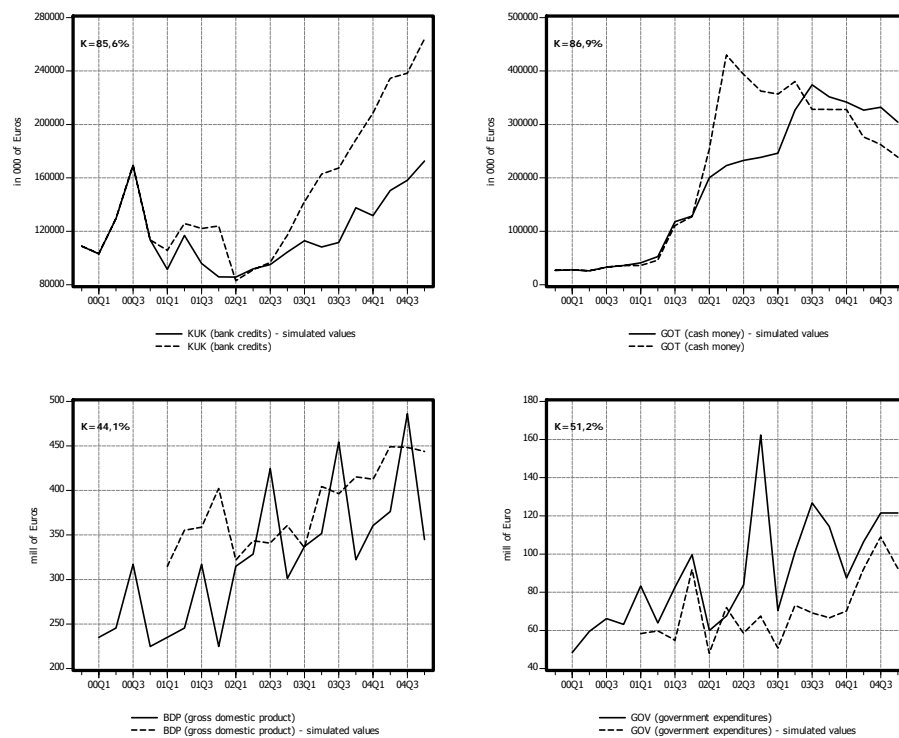 280000
240000
200000
160000
120000
80000
in 000 of Euros
K=85,6%
00Q1 00Q3 01Q1 01Q3 02Q1 02Q3 03Q1 03Q3 04Q1 04Q3
KUK (bank credits) - simulated values
KUK (bank credits)
500000
400000
300000
200000
100000
0
in 000 of Euros
K=86,9%
00Q1 00Q3 01Q1 01Q3 02Q1 02Q3 03Q1 03Q3 04Q1 04Q3
GOT (cash money) - simulated values
GOT (cash money)
500
450
400
350
300
250
200
mill of Euros
K=44,1%
00Q1 00Q3 01Q1 01Q3 02Q1 02Q3 03Q1 03Q3 04Q1 04Q3
BDP (gross domestic product)
BDP (gross domestic product) - simulated values
180
160
140
120
100
80
60
40
mill of Euro
K=51,2%
00Q1 00Q3 01Q1 01Q3 02Q1 02Q3 03Q1 03Q3 04Q1 04Q3
GOV (government expenditures)
GOV (government expenditures) - simulated values